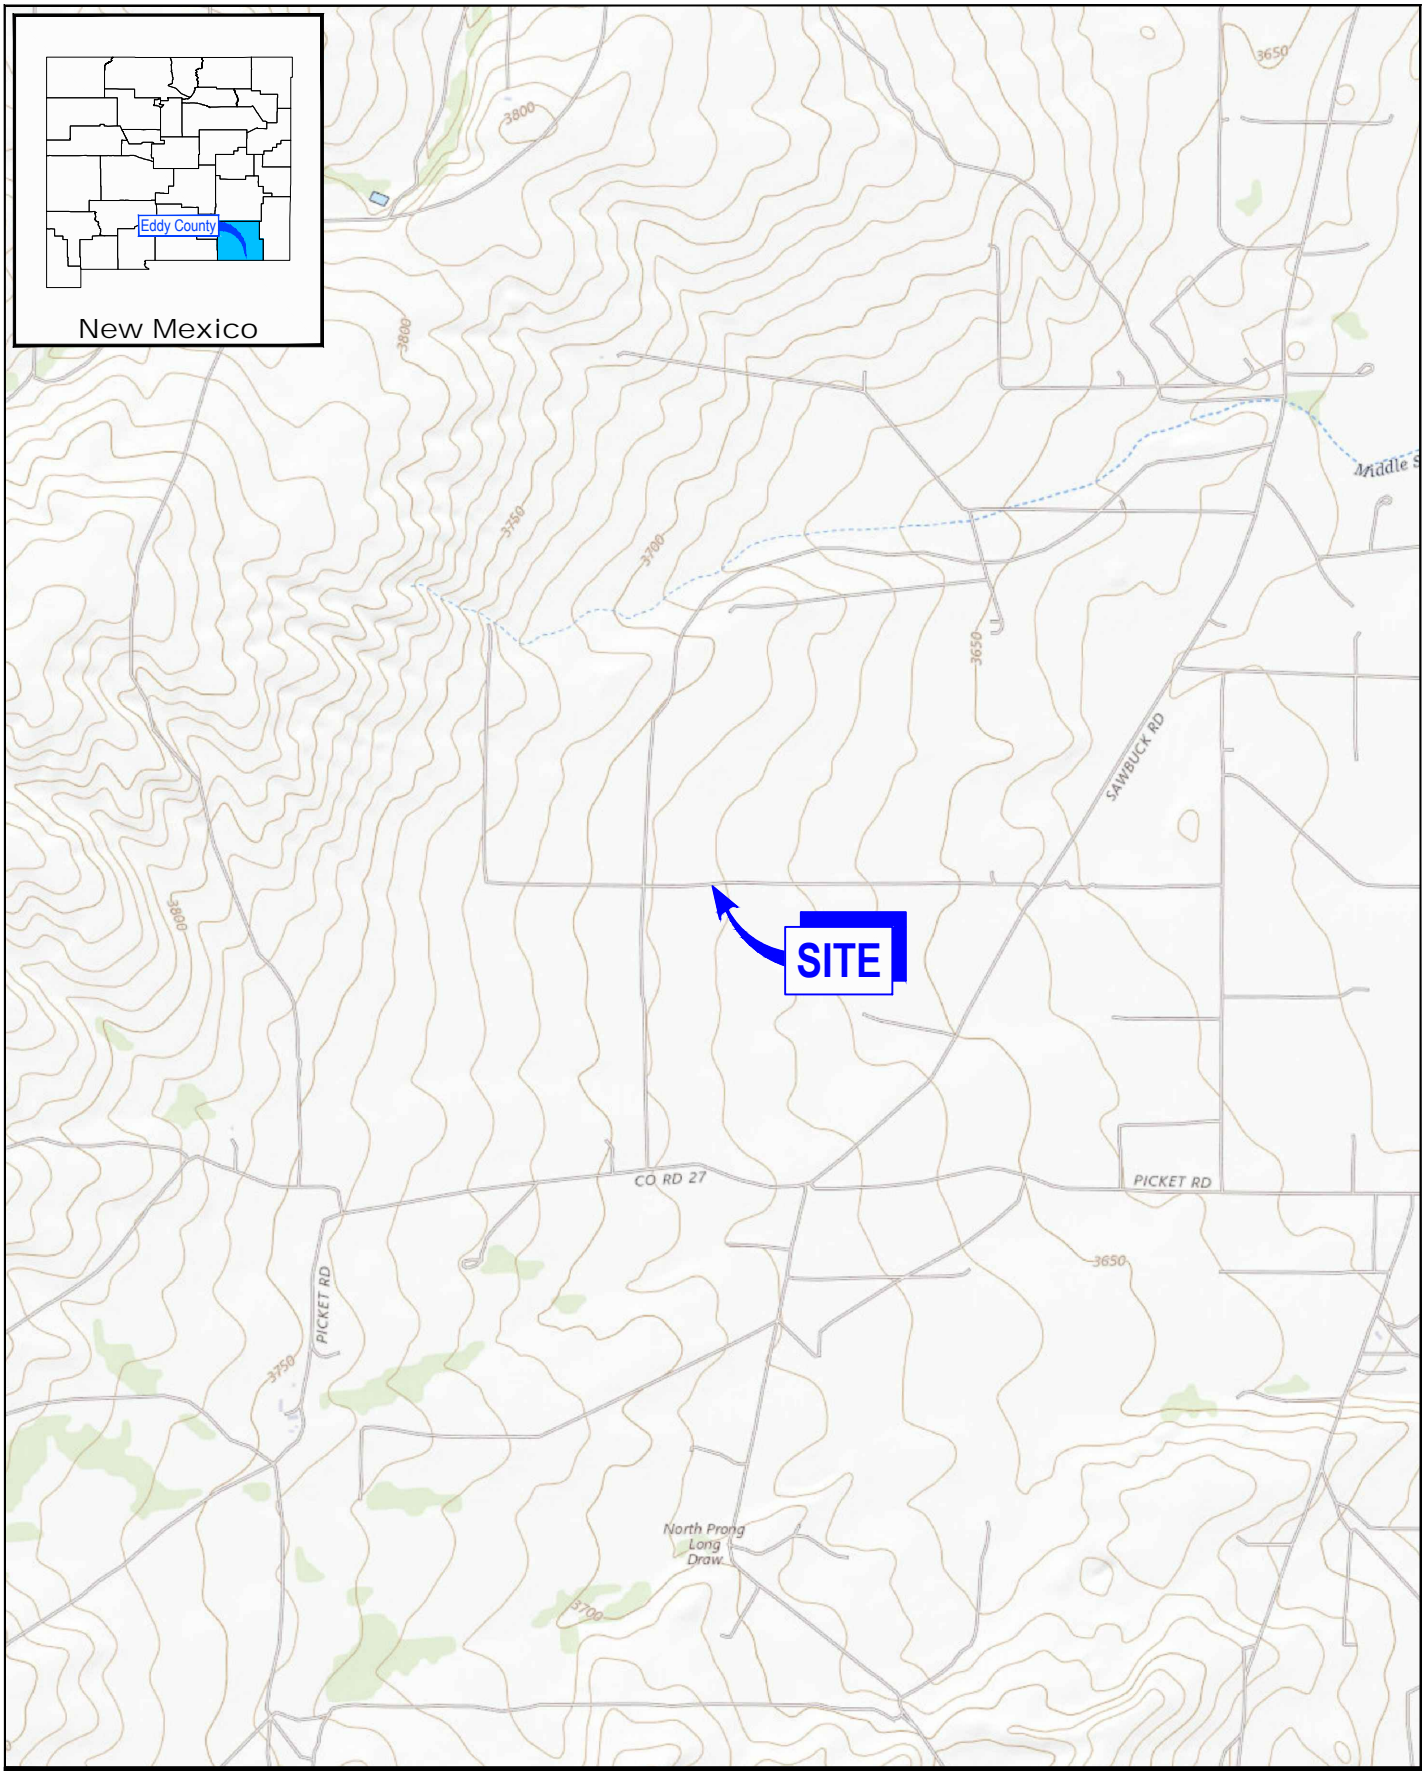 3650
3800
Eddy County
New Mexico
3800
Middle S
3750
3700
3650
SAWBUCK RD
3800
SITE
CO RD 27
PICKET RD
3650
PICKET RD
3750
North Prong
Long
Draw
3700